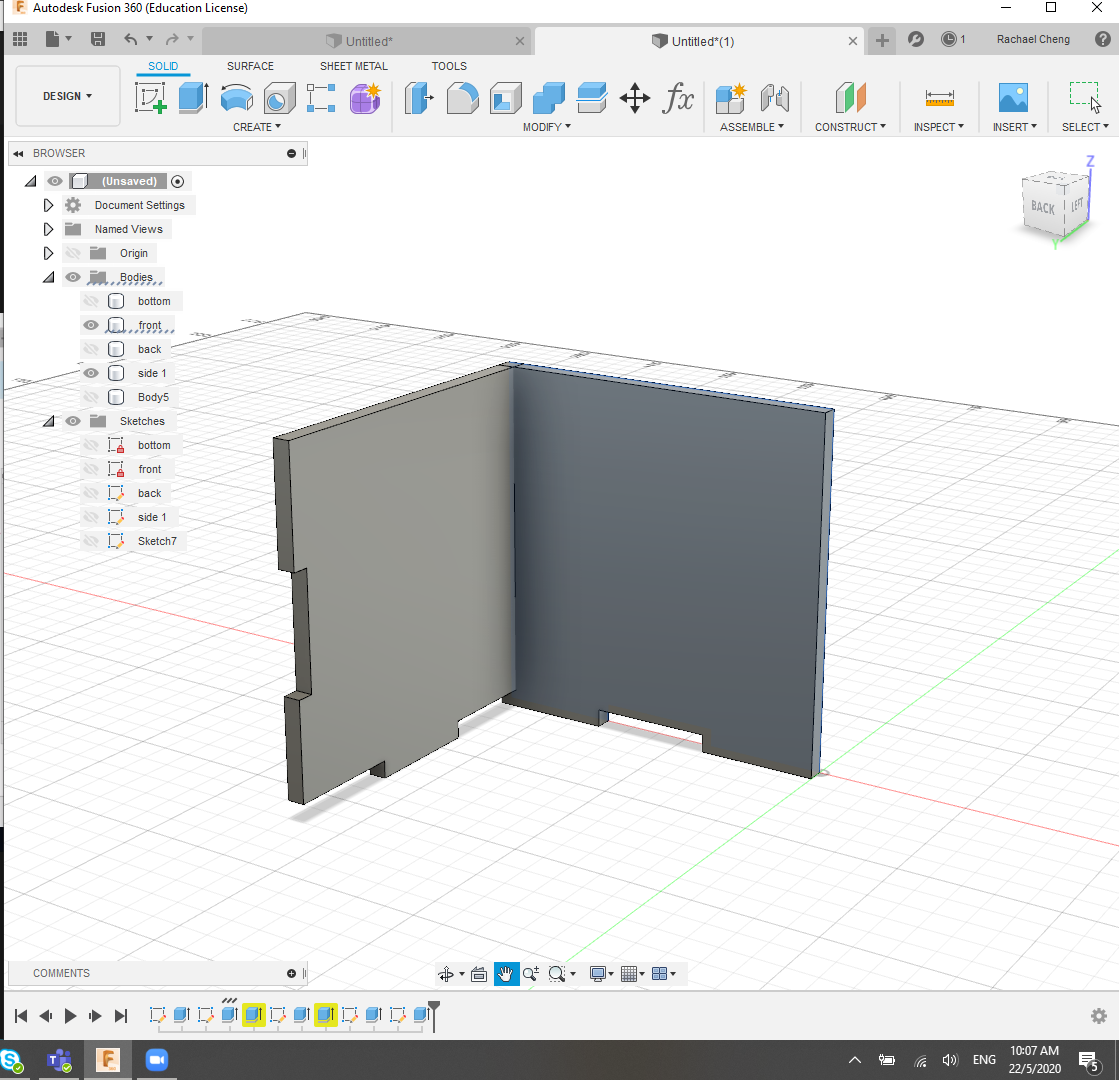 Autodesk Fusion 360 (Education License)
Untitled*
Untitled*(1)
1
Rachael Cheng
DESIGN
SOLID
SURFACE
SHEET METAL
TOOLS
CREATE
MODIFY
ASSEMBLE
CONSTRUCT
INSPECT
INSERT
SELECT
BROWSER
(Unsaved)
Document Settings
Named Views
Origin
Bodies
bottom
front
back
side 1
Body5
Sketches
bottom
front
back
side 1
Sketch7
Z
BACK
LEFT
Y
COMMENTS
ENG
10:07 AM
22/5/2020
5